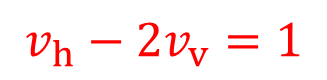 𝑣ₕ − 2𝑣ᵥ = 1